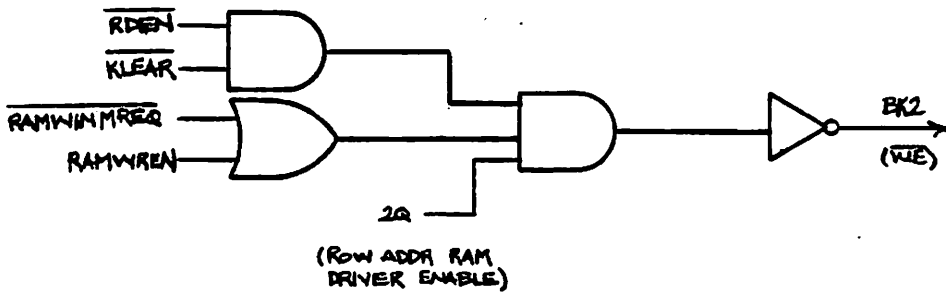 RDEN
KLEAR
RAMWINMREQ
RAMWREN
BK2
(WE)
2Q
(ROW ADDR RAM
DRIVER ENABLE)